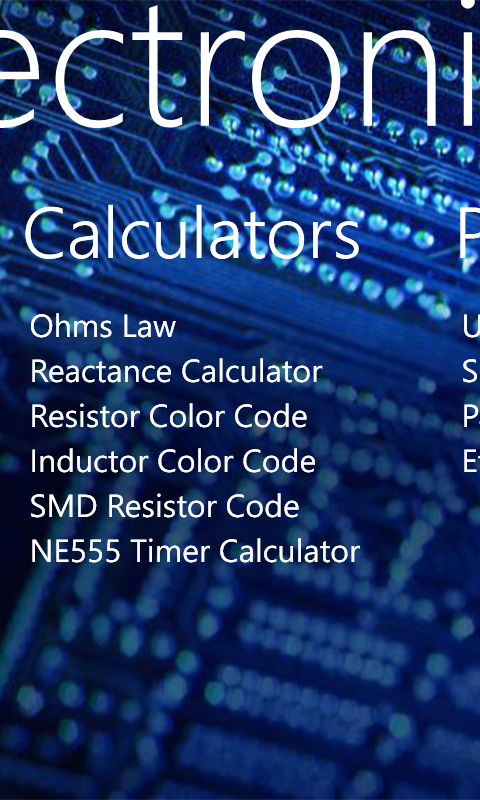 ectroni
Calculators
P
Ohms Law
U
Reactance Calculator
S
Resistor Color Code
P
Inductor Color Code
E
SMD Resistor Code
NE555 Timer Calculator